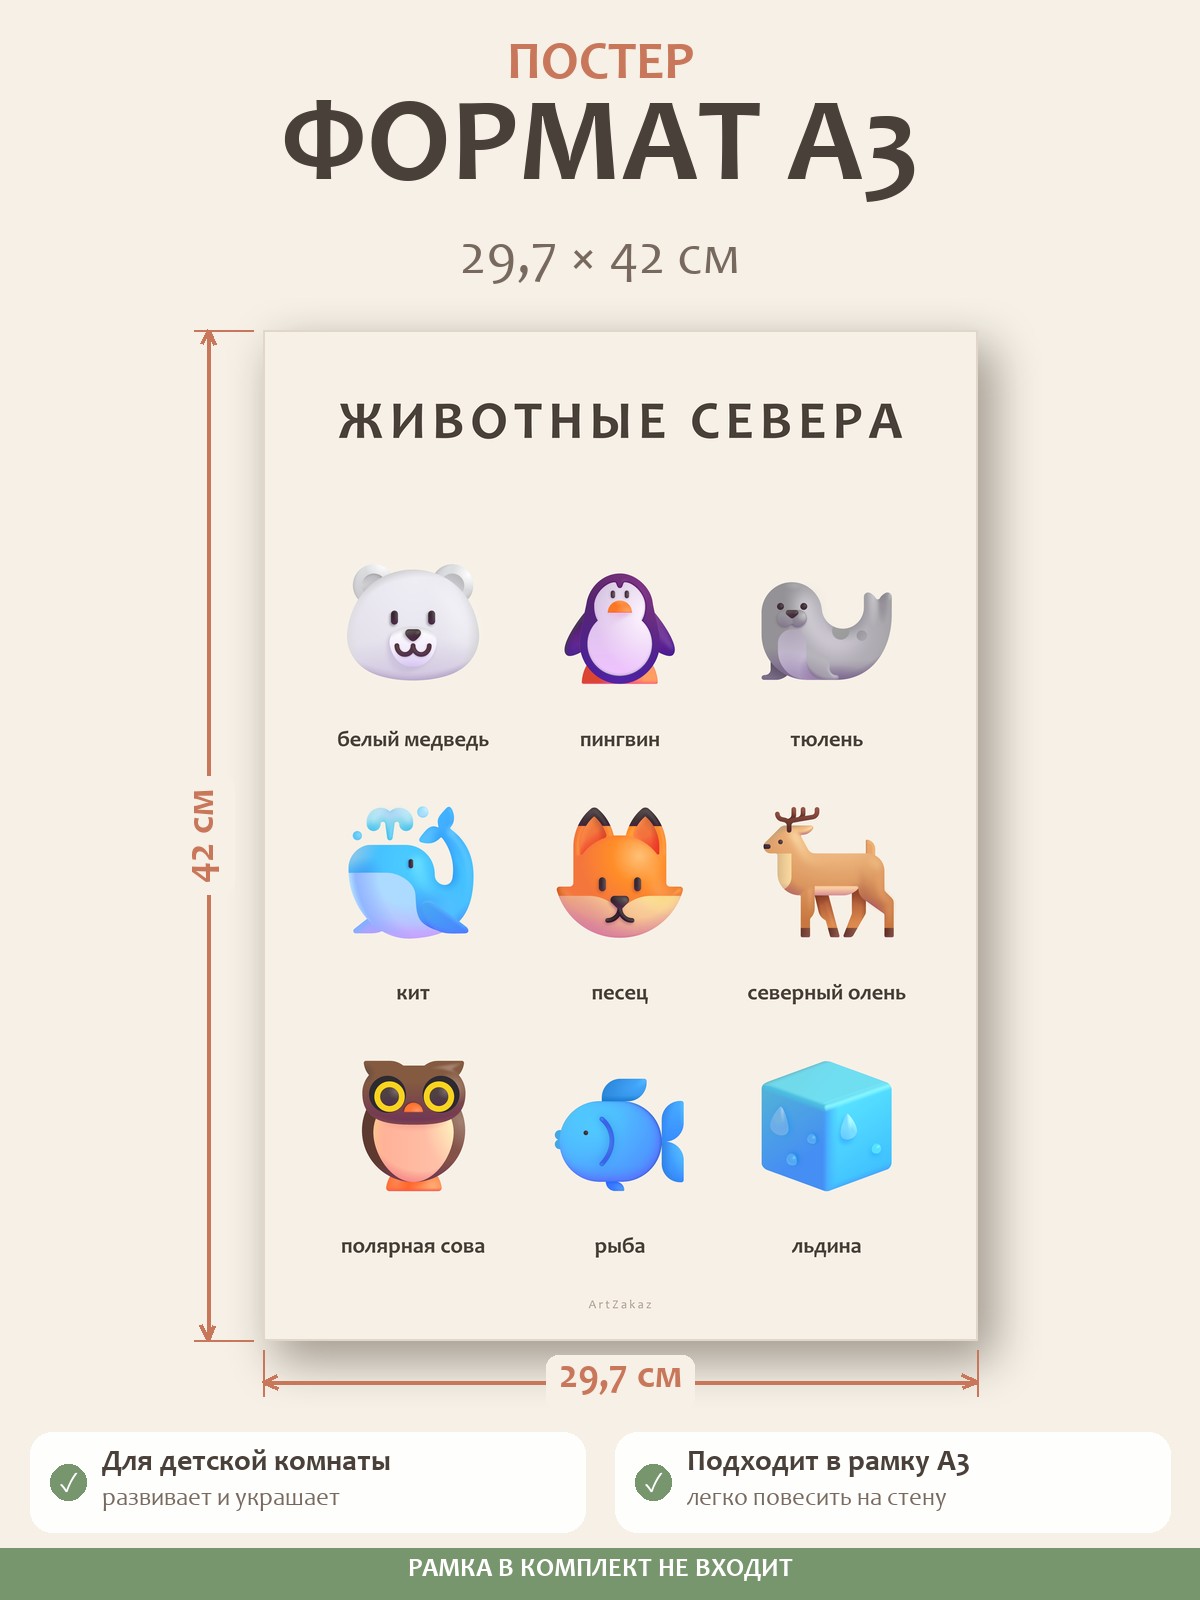 ПОСТЕР
ФОРМАТ А3
29,7 × 42 см
ЖИВОТНЫЕ СЕВЕРА
белый медведь
пингвин
тюлень
42 см
кит
песец
северный олень
полярная сова
рыба
льдина
ArtZakaz
29,7 см
Для детской комнаты
развивает и украшает
Подходит в рамку А3
легко повесить на стену
РАМКА В КОМПЛЕКТ НЕ ВХОДИТ